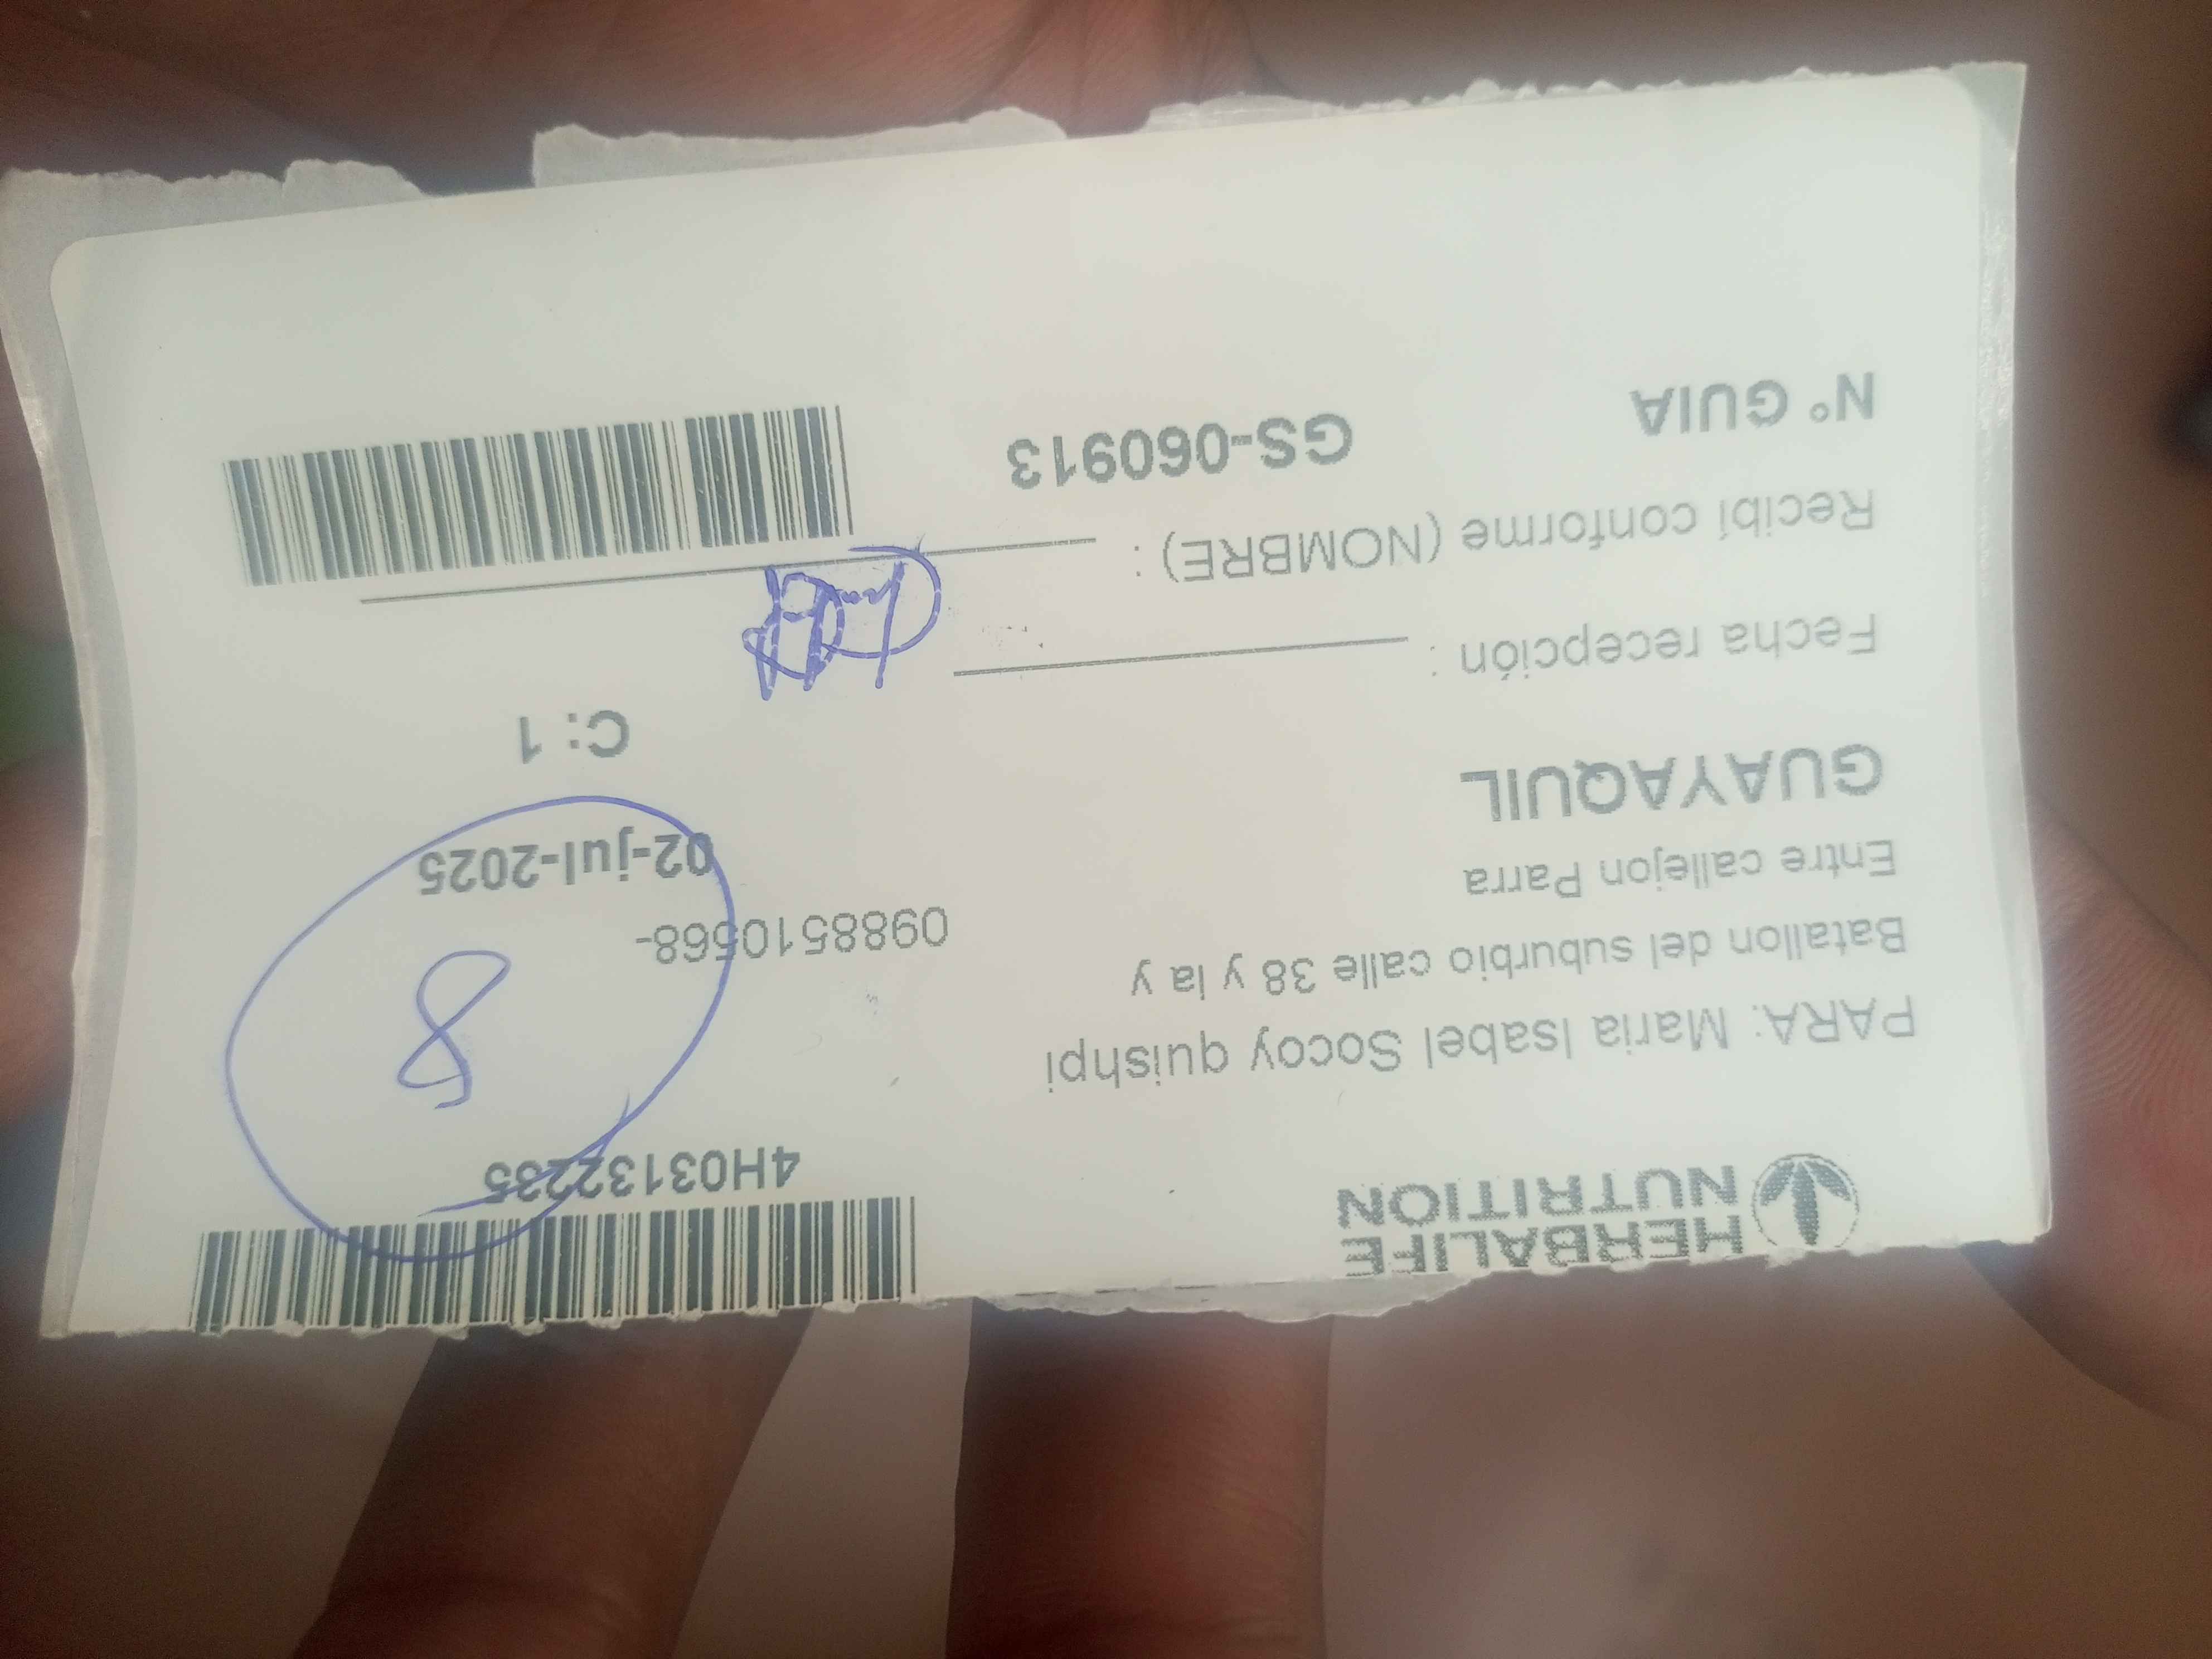 HERBALIFE
NUTRITION
4H03132235
PARA: Maria Isabel Socoy quishpi
8
Batallon del suburbio calle 38 y la y
0988510568-
Entre callejon Parra
02-jul-2025
GUAYAQUIL
C: 1
Fecha recepción :
Recibí conforme (NOMBRE) :
N° GUIA GS-060913